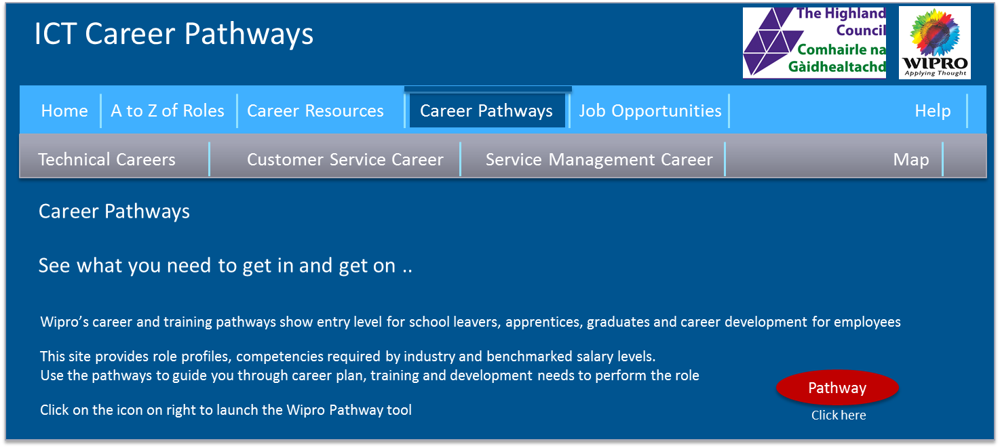 ICT Career Pathways
The Highland
Council
Comhairle na
Gàidhealtachd
WIPRO
Applying Thought
Home A to Z of Roles Career Resources Career Pathways Job Opportunities Help
Technical Careers Customer Service Career Service Management Career Map
Career Pathways
See what you need to get in and get on ..
Wipro’s career and training pathways show entry level for school leavers, apprentices, graduates and career development for employees
This site provides role profiles, competencies required by industry and benchmarked salary levels.
Use the pathways to guide you through career plan, training and development needs to perform the role
Pathway
Click on the icon on right to launch the Wipro Pathway tool
Click here